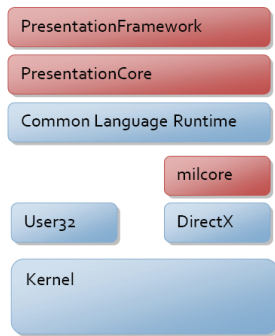 PresentationFramework
PresentationCore
Common Language Runtime
milcore
User32
DirectX
Kernel